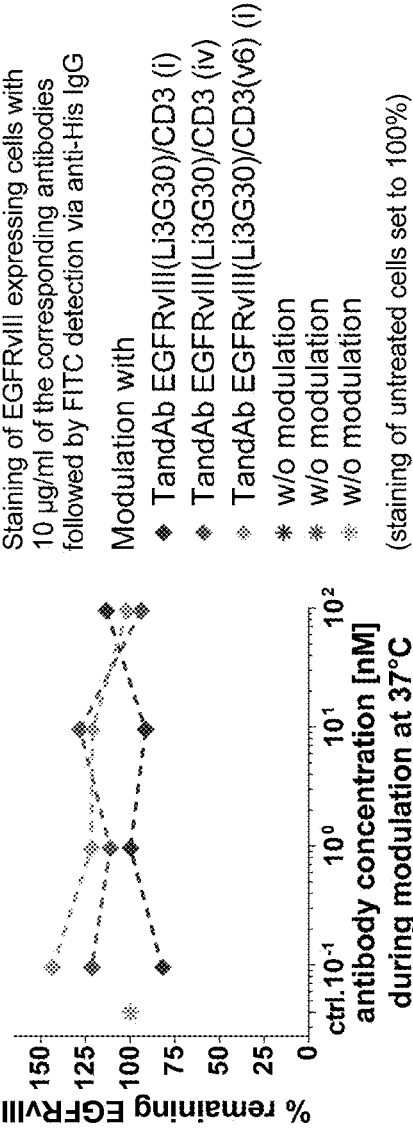 % remaining EGFRvIII
150
125
100
75
50
25
0
ctrl. 10-1 10⁰ 10¹ 10²
antibody concentration [nM]
during modulation at 37°C
Staining of EGFRvIII expressing cells with
10 µg/ml of the corresponding antibodies
followed by FITC detection via anti-His IgG
Modulation with
TandAb EGFRvIII(Li3G30)/CD3 (i)
TandAb EGFRvIII(Li3G30)/CD3 (iv)
TandAb EGFRvIII(Li3G30)/CD3(v6) (i)
w/o modulation
w/o modulation
w/o modulation
(staining of untreated cells set to 100%)